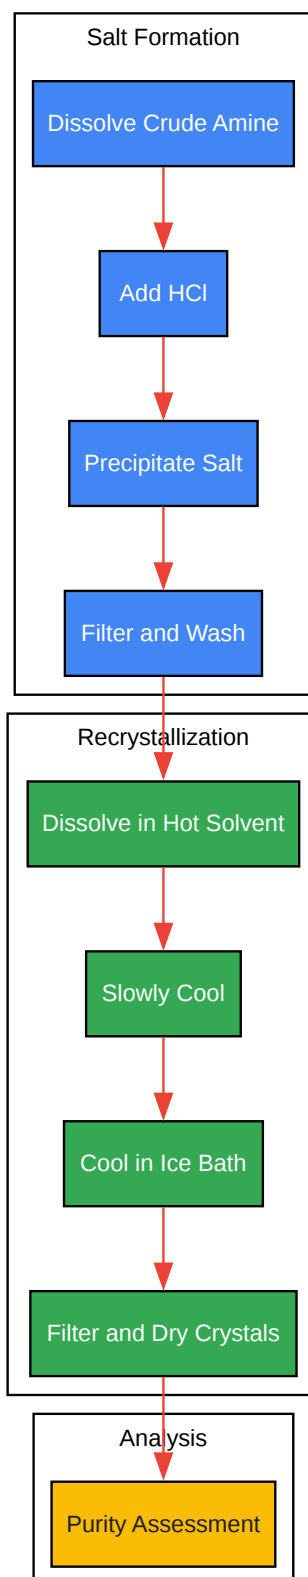 Salt Formation
Dissolve Crude Amine
Add HCl
Precipitate Salt
Filter and Wash
Recrystallization
Dissolve in Hot Solvent
Slowly Cool
Cool in Ice Bath
Filter and Dry Crystals
Analysis
Purity Assessment